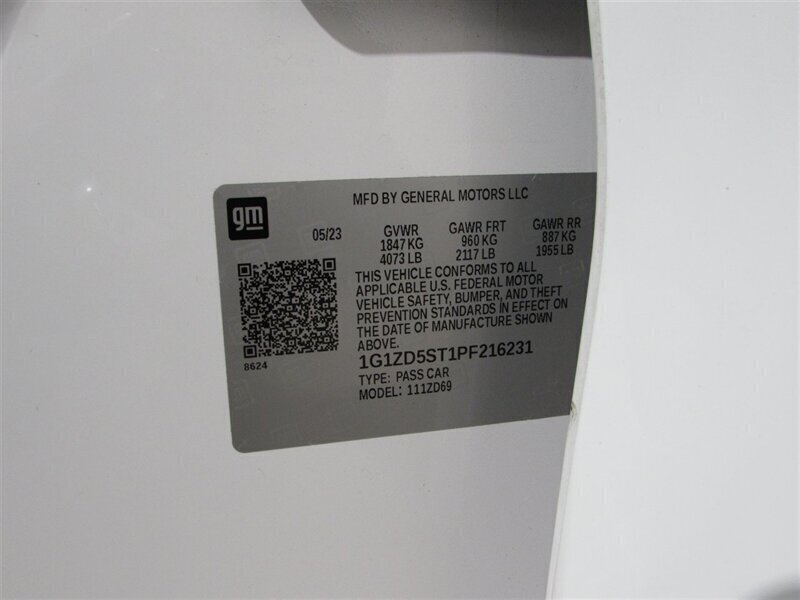 MFD BY GENERAL MOTORS LLC
gm
05/23 GVWR GAWR FRT GAWR RR
1847 KG 960 KG 887 KG
4073 LB 2117 LB 1955 LB
THIS VEHICLE CONFORMS TO ALL
APPLICABLE U.S. FEDERAL MOTOR
VEHICLE SAFETY, BUMPER, AND THEFT
PREVENTION STANDARDS IN EFFECT ON
THE DATE OF MANUFACTURE SHOWN
ABOVE.
8624
1G1ZD5ST1PF216231
TYPE: PASS CAR
MODEL: 111ZD69